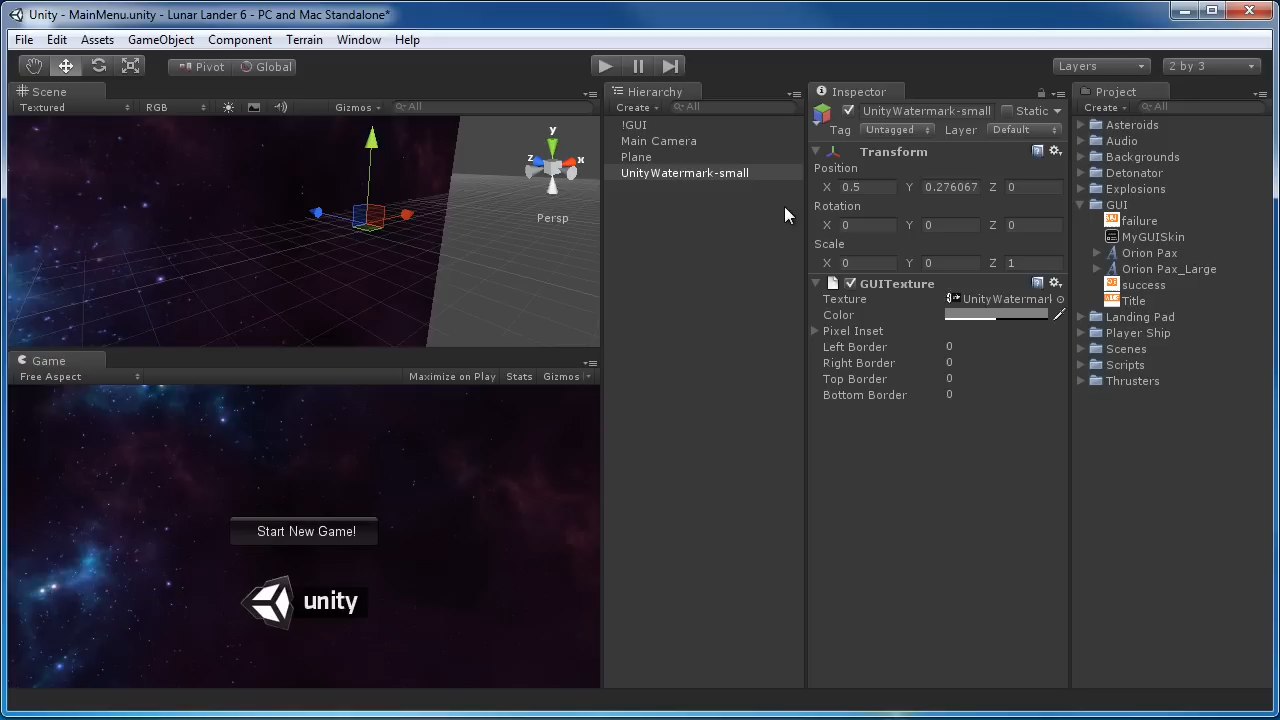 Unity - MainMenu.unity - Lunar Lander 6 - PC and Mac Standalone*
File Edit Assets GameObject Component Terrain Window Help
Pivot Global Layers 2 by 3
Scene
Textured RGB Gizmos All
y
z x
Persp
Game
Free Aspect Maximize on Play Stats Gizmos
Start New Game!
unity
Hierarchy
Create All
!GUI
Main Camera
Plane
UnityWatermark-small
Inspector
UnityWatermark-small Static
Tag Untagged Layer Default
Transform
Position
X 0.5 Y 0.276067 Z 0
Rotation
X 0 Y 0 Z 0
Scale
X 0 Y 0 Z 1
GUITexture
Texture UnityWatermark
Color
Pixel Inset
Left Border 0
Right Border 0
Top Border 0
Bottom Border 0
Project
Create All
Asteroids
Audio
Backgrounds
Detonator
Explosions
GUI
failure
MyGUISkin
Orion Pax
Orion Pax_Large
success
Title
Landing Pad
Player Ship
Scenes
Scripts
Thrusters